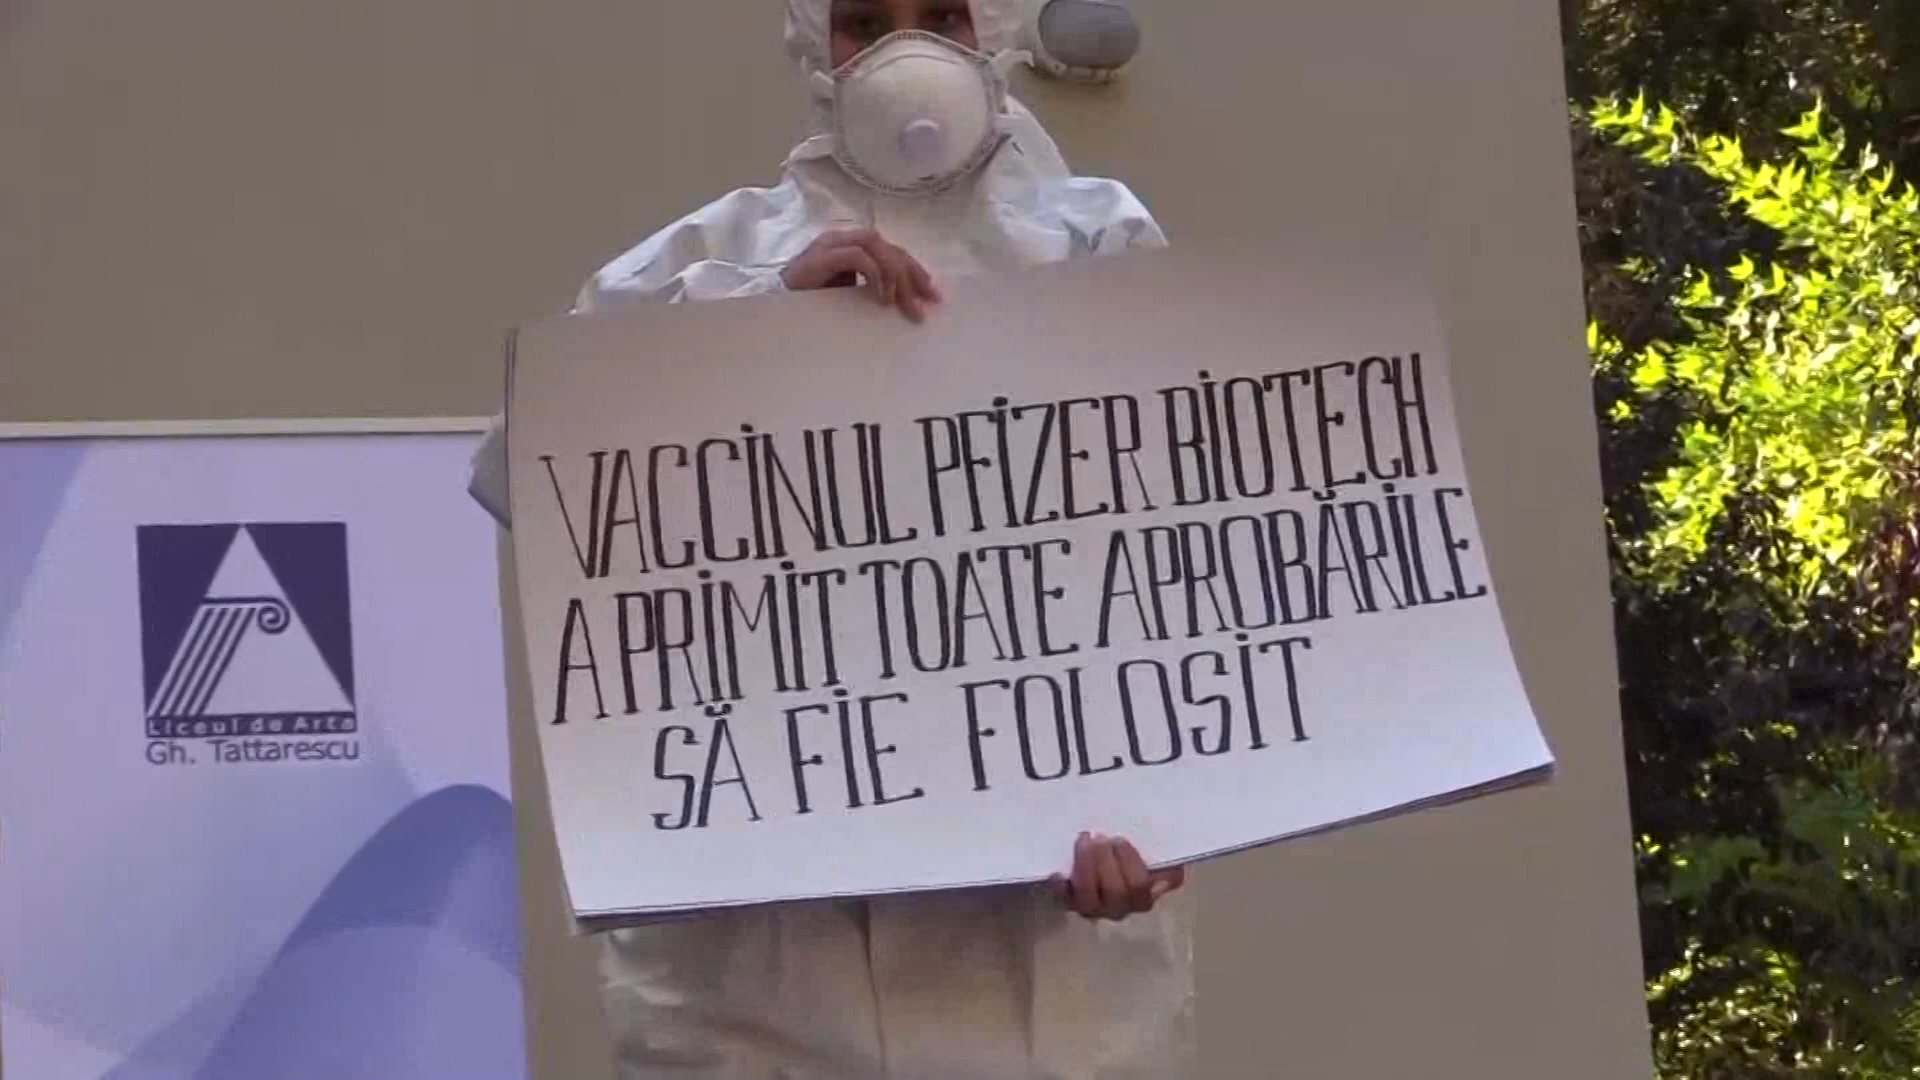 VACCINUL PFIZER BIOTECH
A PRIMIT TOATE APROBĂRILE
SĂ FIE FOLOSIT
Liceul de Arta
Gh. Tattarescu